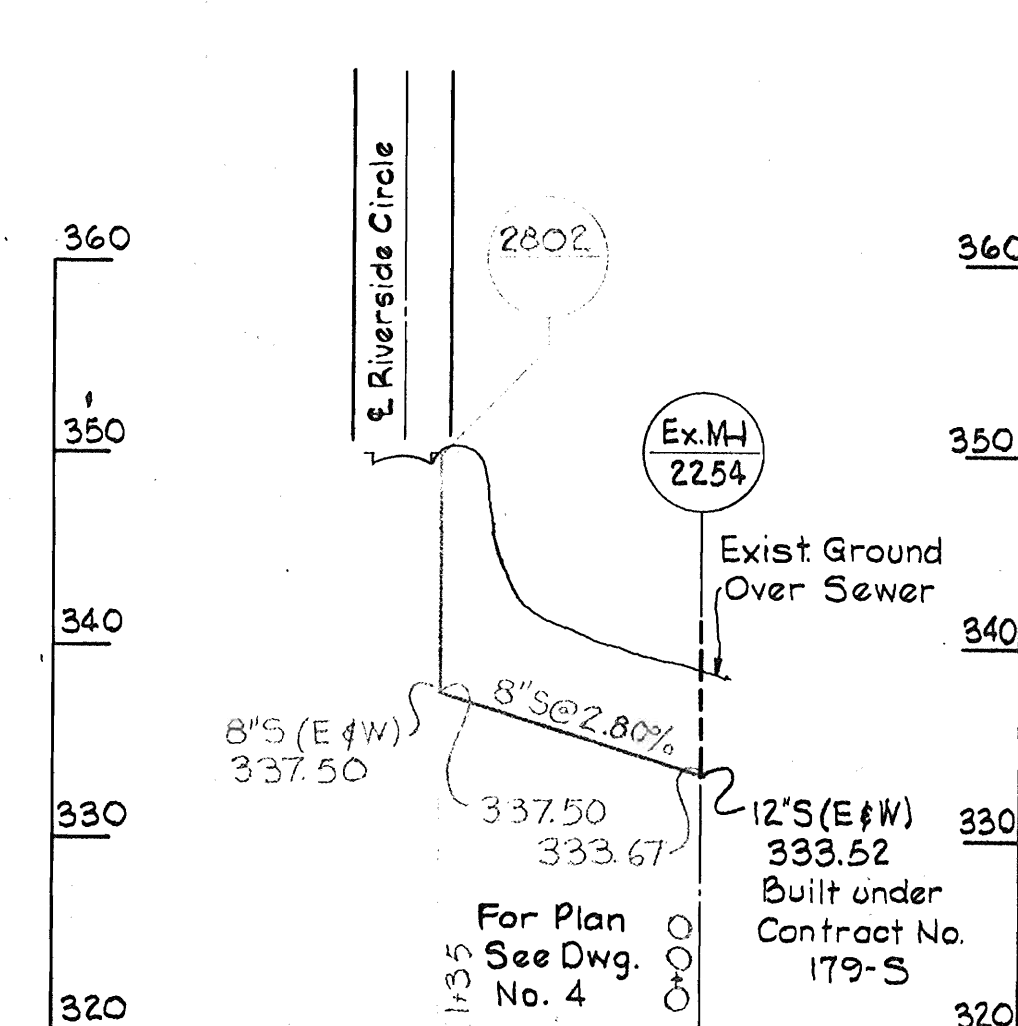 ℄ Riverside Circle
2802
360
360
350
350
Ex.MH
2254
Exist. Ground
Over Sewer
340
340
8"S@2.80%
8"S (E & W)
337.50
337.50
333.67
12"S (E & W)
333.52
Built under
Contract No.
179-S
330
330
For Plan
See Dwg.
No. 4
1+35
0+00
320
320